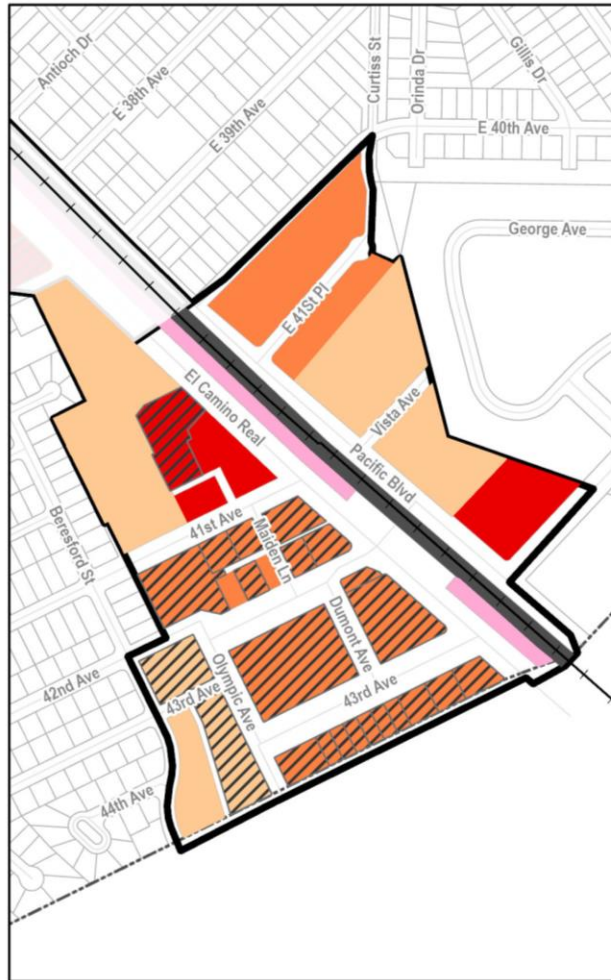 Antioch Dr
E 38th Ave
E 39th Ave
Curtiss St
Orinda Dr
Gillis Dr
E 40th Ave
George Ave
E 41St Pl
El Camino Real
Vista Ave
Pacific Blvd
Beresford St
41st Ave
Maiden Ln
42nd Ave
43rd Ave
Olympic Ave
Dumont Ave
43rd Ave
44th Ave